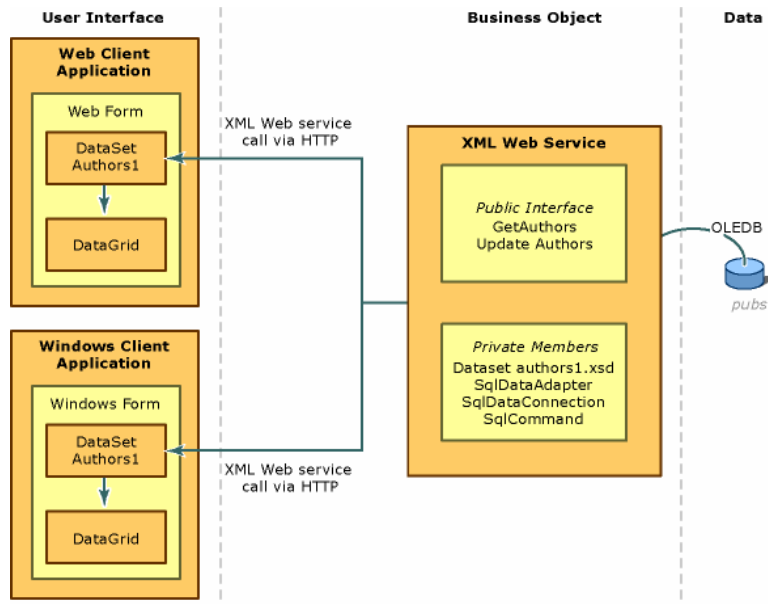 User Interface
Business Object
Data
Web Client
Application
Web Form
DataSet
Authors1
DataGrid
XML Web service
call via HTTP
XML Web Service
Public Interface
GetAuthors
Update Authors
OLEDB
pubs
Private Members
Dataset authors1.xsd
SqlDataAdapter
SqlDataConnection
SqlCommand
Windows Client
Application
Windows Form
DataSet
Authors1
DataGrid
XML Web service
call via HTTP